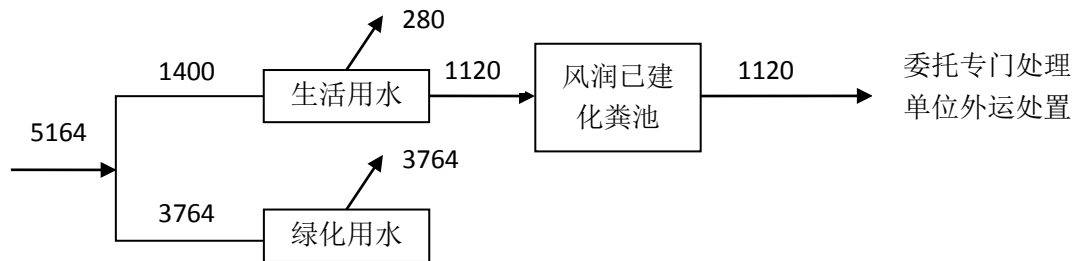 280
1400
生活用水
1120
风润已建
化粪池
1120
委托专门处理
单位外运处置
5164
3764
3764
绿化用水